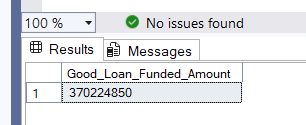 100 % No issues found
Results Messages
Good_Loan_Funded_Amount
1 370224850